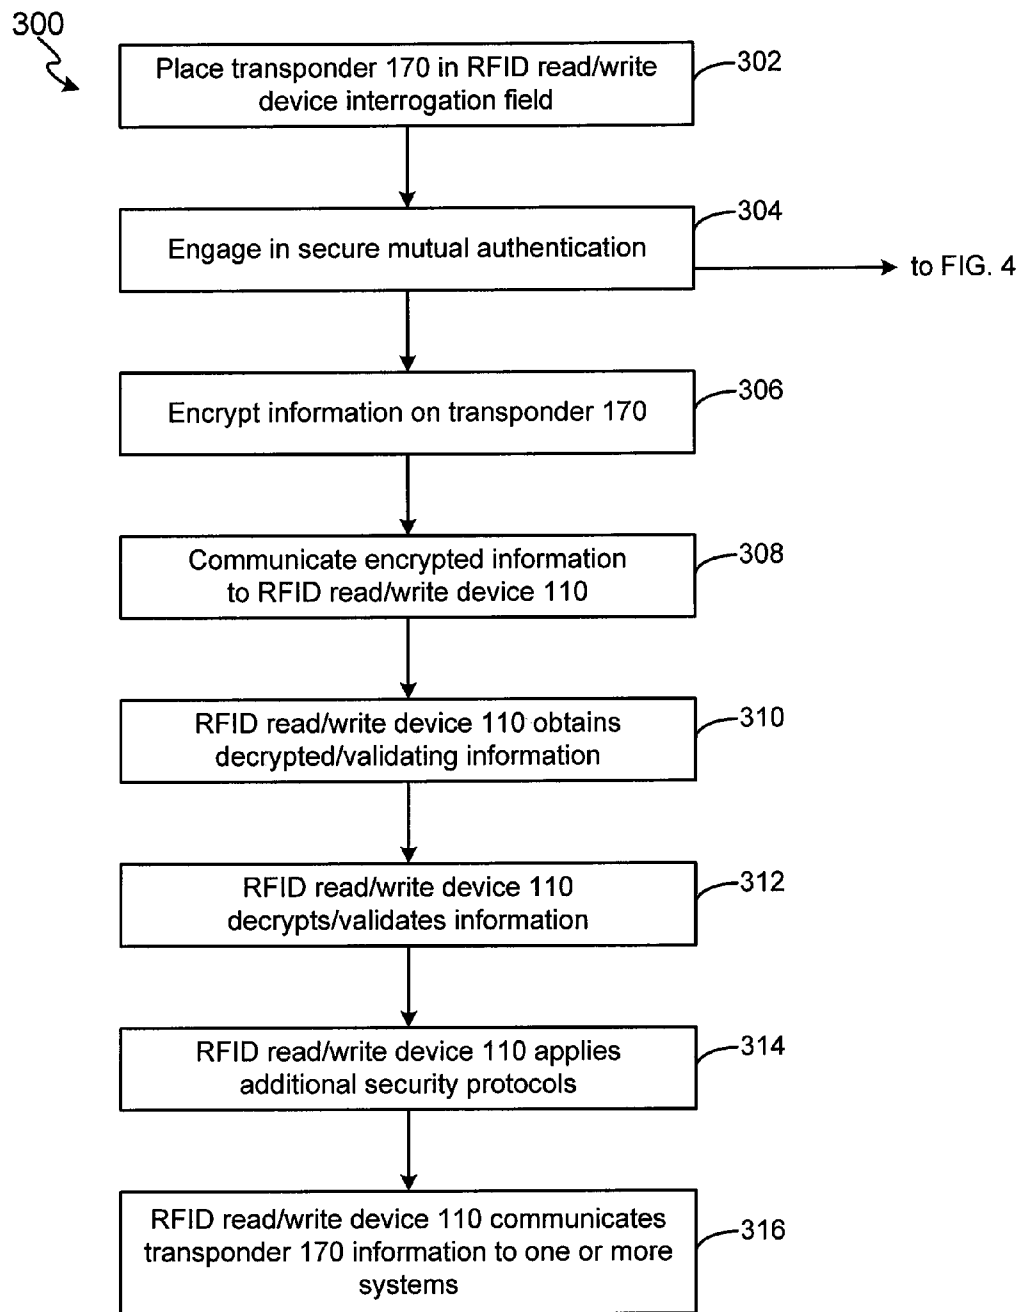 300
Place transponder 170 in RFID read/write
device interrogation field
302
Engage in secure mutual authentication
304
to FIG. 4
Encrypt information on transponder 170
306
Communicate encrypted information
to RFID read/write device 110
308
RFID read/write device 110 obtains
decrypted/validating information
310
RFID read/write device 110
decrypts/validates information
312
RFID read/write device 110 applies
additional security protocols
314
RFID read/write device 110 communicates
transponder 170 information to one or more
systems
316